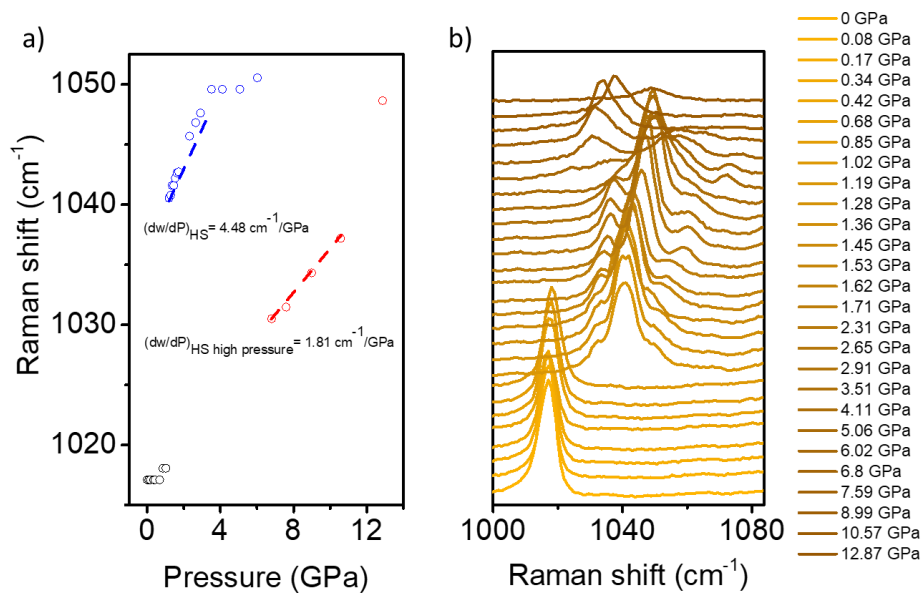 a)
Raman shift (cm⁻¹)
1050
1040
1030
1020
(dw/dP)HS= 4.48 cm⁻¹/GPa
(dw/dP)HS high pressure= 1.81 cm⁻¹/GPa
0
4
8
12
Pressure (GPa)
b)
1000
1040
1080
Raman shift (cm⁻¹)
0 GPa
0.08 GPa
0.17 GPa
0.34 GPa
0.42 GPa
0.68 GPa
0.85 GPa
1.02 GPa
1.19 GPa
1.28 GPa
1.36 GPa
1.45 GPa
1.53 GPa
1.62 GPa
1.71 GPa
2.31 GPa
2.65 GPa
2.91 GPa
3.51 GPa
4.11 GPa
5.06 GPa
6.02 GPa
6.8 GPa
7.59 GPa
8.99 GPa
10.57 GPa
12.87 GPa